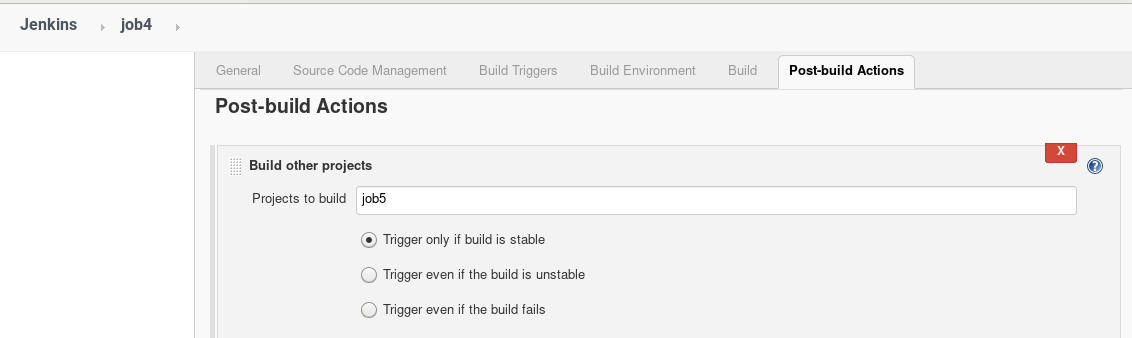 Jenkins job4
General Source Code Management Build Triggers Build Environment Build Post-build Actions
Post-build Actions
X
Build other projects ?
Projects to build job5
Trigger only if build is stable
Trigger even if the build is unstable
Trigger even if the build fails